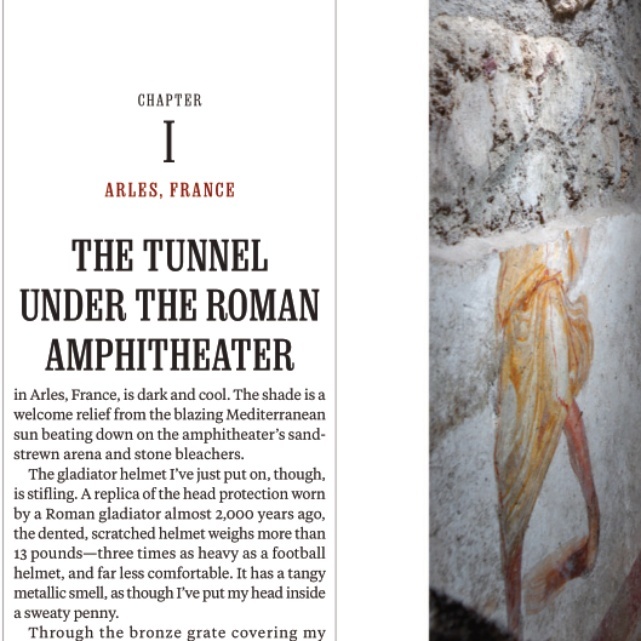 CHAPTER
I
ARLES, FRANCE
THE TUNNEL
UNDER THE ROMAN
AMPHITHEATER
in Arles, France, is dark and cool. The shade is a
welcome relief from the blazing Mediterranean
sun beating down on the amphitheater's sand-
strewn arena and stone bleachers.
The gladiator helmet I've just put on, though,
is stifling. A replica of the head protection worn
by a Roman gladiator almost 2,000 years ago,
the dented, scratched helmet weighs more than
13 pounds—three times as heavy as a football
helmet, and far less comfortable. It has a tangy
metallic smell, as though I've put my head inside
a sweaty penny.
Through the bronze grate covering my